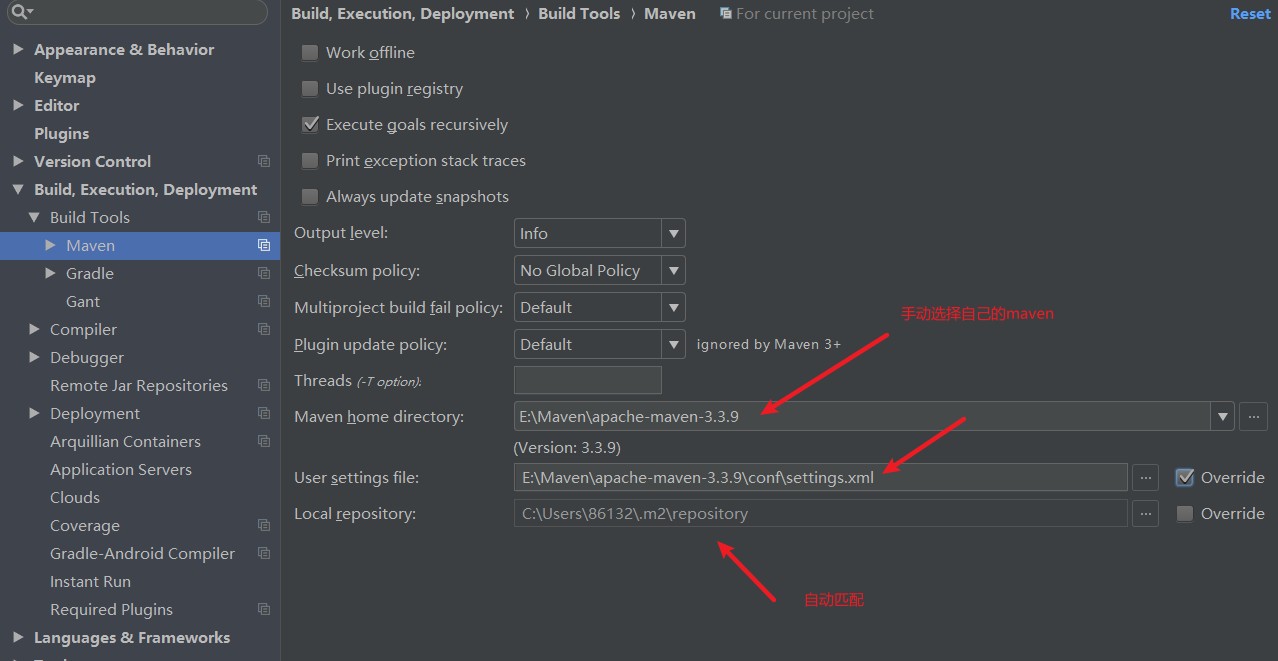 Build, Execution, Deployment › Build Tools › Maven For current project Reset
Appearance & Behavior
Keymap
Editor
Plugins
Version Control
Build, Execution, Deployment
Build Tools
Maven
Gradle
Gant
Compiler
Debugger
Remote Jar Repositories
Deployment
Arquillian Containers
Application Servers
Clouds
Coverage
Gradle-Android Compiler
Instant Run
Required Plugins
Languages & Frameworks
Work offline
Use plugin registry
Execute goals recursively
Print exception stack traces
Always update snapshots
Output level: Info
Checksum policy: No Global Policy
Multiproject build fail policy: Default
手动选择自己的maven
Plugin update policy: Default ignored by Maven 3+
Threads (-T option):
Maven home directory: E:\Maven\apache-maven-3.3.9 ...
(Version: 3.3.9)
User settings file: E:\Maven\apache-maven-3.3.9\conf\settings.xml ... Override
Local repository: C:\Users\86132\.m2\repository ... Override
自动匹配